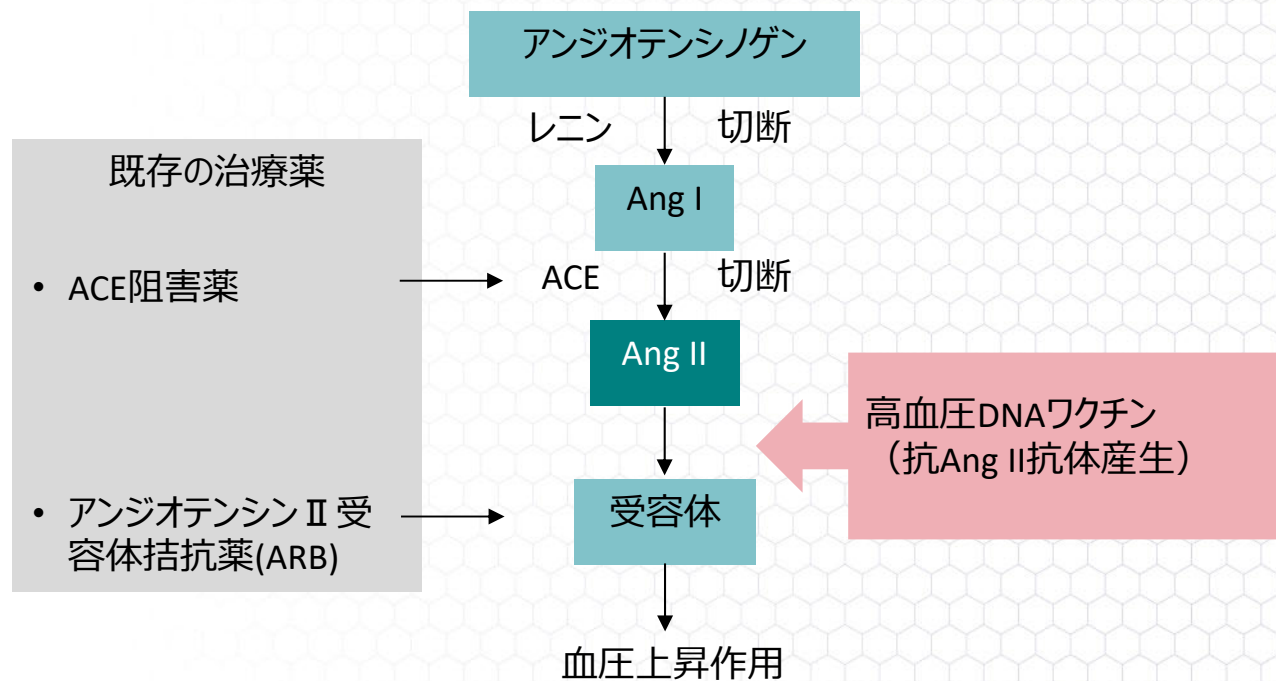 アンジオテンシノゲン
レニン 切断
既存の治療薬
Ang I
• ACE阻害薬
ACE 切断
Ang II
高血圧DNAワクチン
（抗Ang II抗体産生）
• アンジオテンシンⅡ受
容体拮抗薬(ARB)
受容体
血圧上昇作用